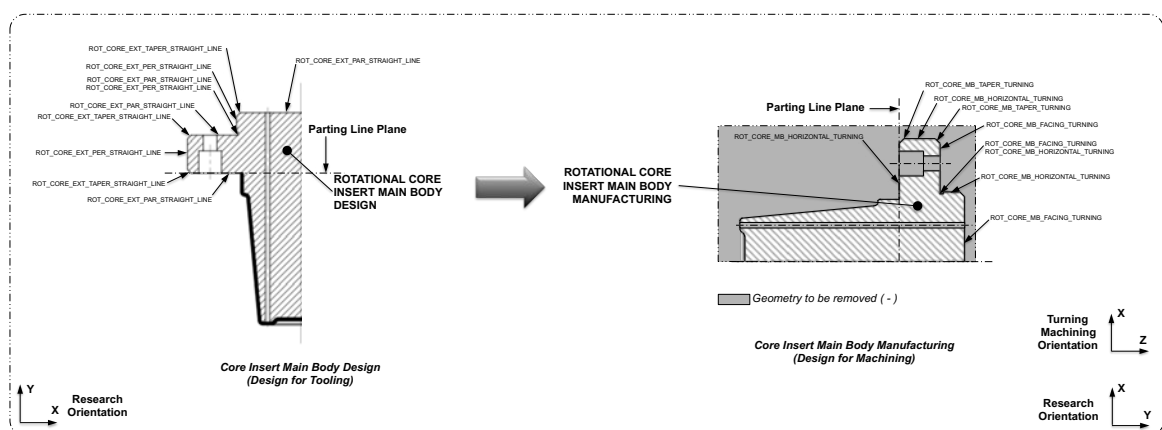 ROT_CORE_EXT_TAPER_STRAIGHT_LINE
ROT_CORE_EXT_PER_STRAIGHT_LINE
ROT_CORE_EXT_PAR_STRAIGHT_LINE
ROT_CORE_EXT_PER_STRAIGHT_LINE
ROT_CORE_EXT_PAR_STRAIGHT_LINE
ROT_CORE_EXT_TAPER_STRAIGHT_LINE
ROT_CORE_EXT_PER_STRAIGHT_LINE
ROT_CORE_EXT_TAPER_STRAIGHT_LINE
ROT_CORE_EXT_PAR_STRAIGHT_LINE
ROT_CORE_EXT_PAR_STRAIGHT_LINE
Parting Line Plane
ROTATIONAL CORE
INSERT MAIN BODY
DESIGN
Core Insert Main Body Design
(Design for Tooling)
Y
X
Research
Orientation
ROTATIONAL CORE
INSERT MAIN BODY
MANUFACTURING
Parting Line Plane
ROT_CORE_MB_HORIZONTAL_TURNING
ROT_CORE_MB_TAPER_TURNING
ROT_CORE_MB_HORIZONTAL_TURNING
ROT_CORE_MB_TAPER_TURNING
ROT_CORE_MB_FACING_TURNING
ROT_CORE_MB_FACING_TURNING
ROT_CORE_MB_HORIZONTAL_TURNING
ROT_CORE_MB_HORIZONTAL_TURNING
ROT_CORE_MB_FACING_TURNING
Geometry to be removed ( - )
Core Insert Main Body Manufacturing
(Design for Machining)
Turning
Machining
Orientation
X
Z
Research
Orientation
X
Y